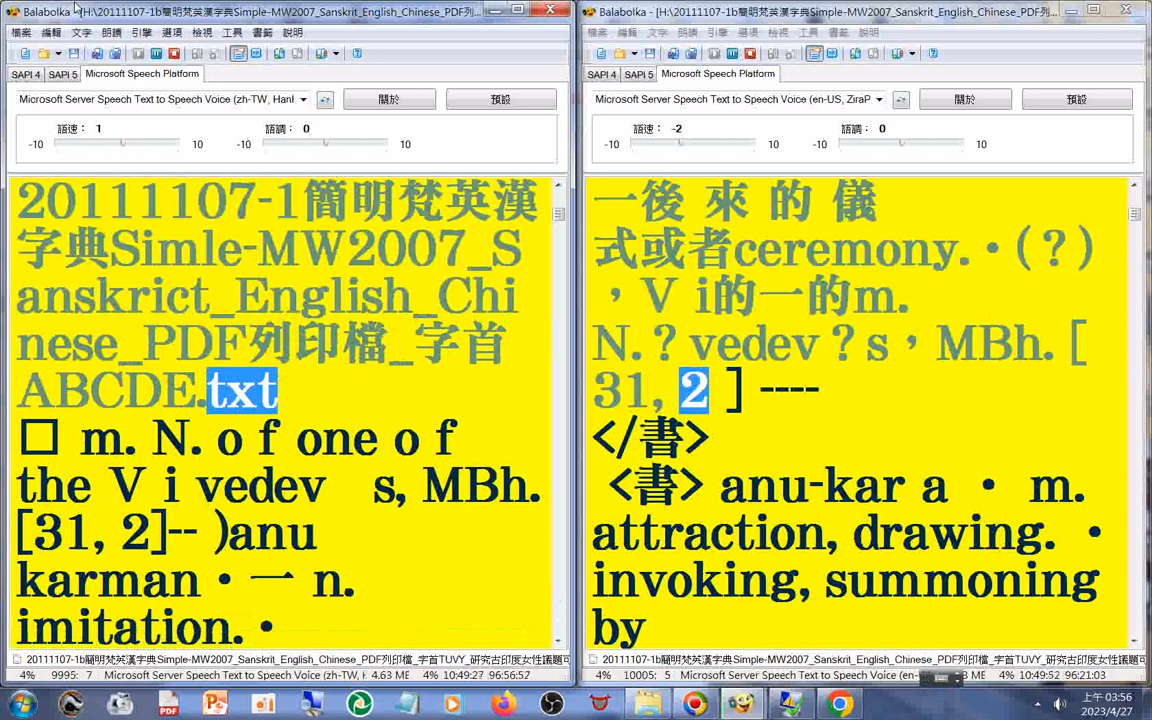 Balabolka - [H:\20111107-1b簡明梵英漢字典Simple-MW2007_Sanskrit_English_Chinese_PDF列...
檔案 編輯 文字 朗讀 引擎 選項 檢視 工具 書籤 說明
SAPI 4 SAPI 5 Microsoft Speech Platform
Microsoft Server Speech Text to Speech Voice (zh-TW, Hanl
關於 預設
語速： 1 語調： 0
-10 10 -10 10
20111107-1簡明梵英漢
字典Simle-MW2007_S
anskrict_English_Chi
nese_PDF列印檔_字首
ABCDE.txt
□ m. N. o f one o f
the V i vedev s, MBh.
[31, 2]-- )anu
karman・一 n.
imitation.・
20111107-1b簡明梵英漢字典Simple-MW2007_Sanskrit_English_Chinese_PDF列印檔_字首TUVY_研究古印度女性議題可
4% 9995: 7 Microsoft Server Speech Text to Speech Voice (zh-TW, H 4.63 ME 4% 10:49:27 96:56:52
Balabolka - [H:\20111107-1b簡明梵英漢字典Simple-MW2007_Sanskrit_English_Chinese_PDF列...
檔案 編輯 文字 朗讀 引擎 選項 檢視 工具 書籤 說明
SAPI 4 SAPI 5 Microsoft Speech Platform
Microsoft Server Speech Text to Speech Voice (en-US, ZiraP
關於 預設
語速： -2 語調： 0
-10 10 -10 10
一後 來 的 儀
式或者ceremony.・(？)
，V i的一的m.
N.？vedev？s，MBh. [
31, 2 ] ----
</書>
<書> anu-kar a ・ m.
attraction, drawing. ・
invoking, summoning
by
20111107-1b簡明梵英漢字典Simple-MW2007_Sanskrit_English_Chinese_PDF列印檔_字首TUVY_研究古印度女性議題可
4% 10005: 5 Microsoft Server Speech Text to Speech Voice 4% 10:49:52 96:21:03
上午 03:56
2023/4/27